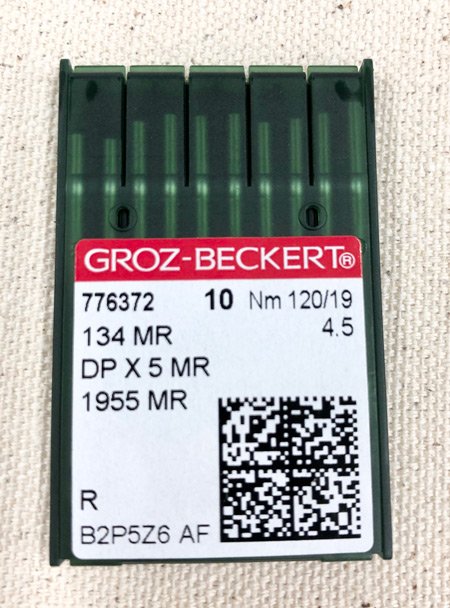 GROZ-BECKERT®
776372 10 Nm 120/19
134 MR 4.5
DP X 5 MR
1955 MR
R
B2P5Z6 AF